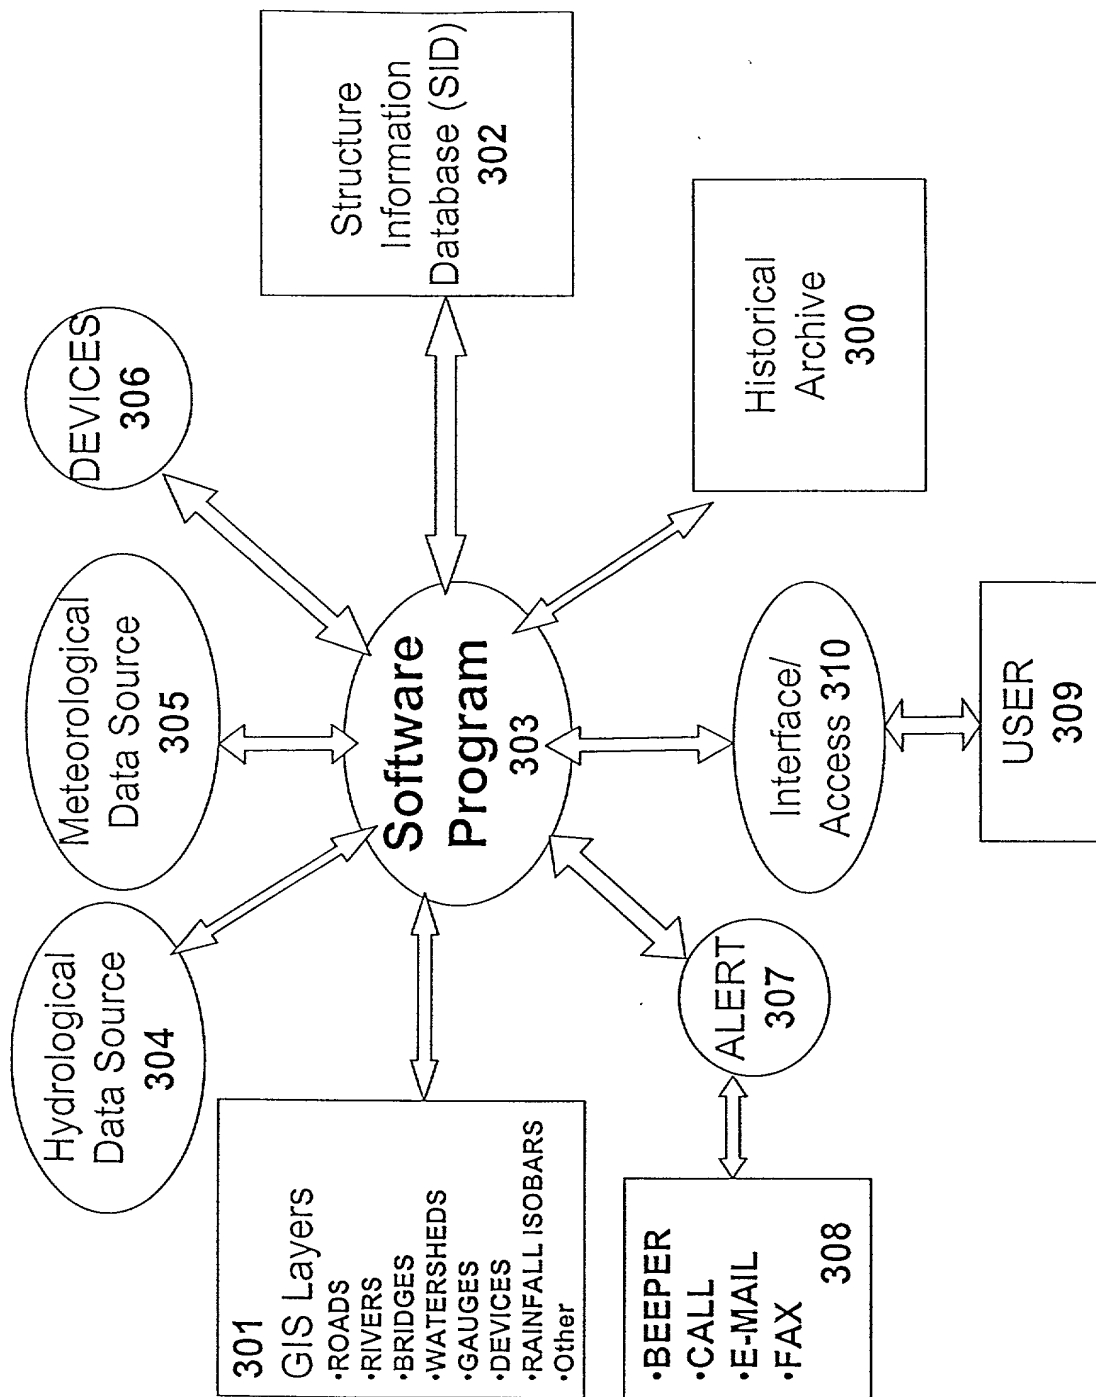 Hydrological
Data Source
304
Meteorological
Data Source
305
DEVICES
306
301
GIS Layers
•ROADS
•RIVERS
•BRIDGES
•WATERSHEDS
•GAUGES
•DEVICES
•RAINFALL ISOBARS
•Other
Software
Program
303
Structure
Information
Database (SID)
302
•BEEPER
•CALL
•E-MAIL
•FAX
308
ALERT
307
Interface/
Access 310
Historical
Archive
300
USER
309